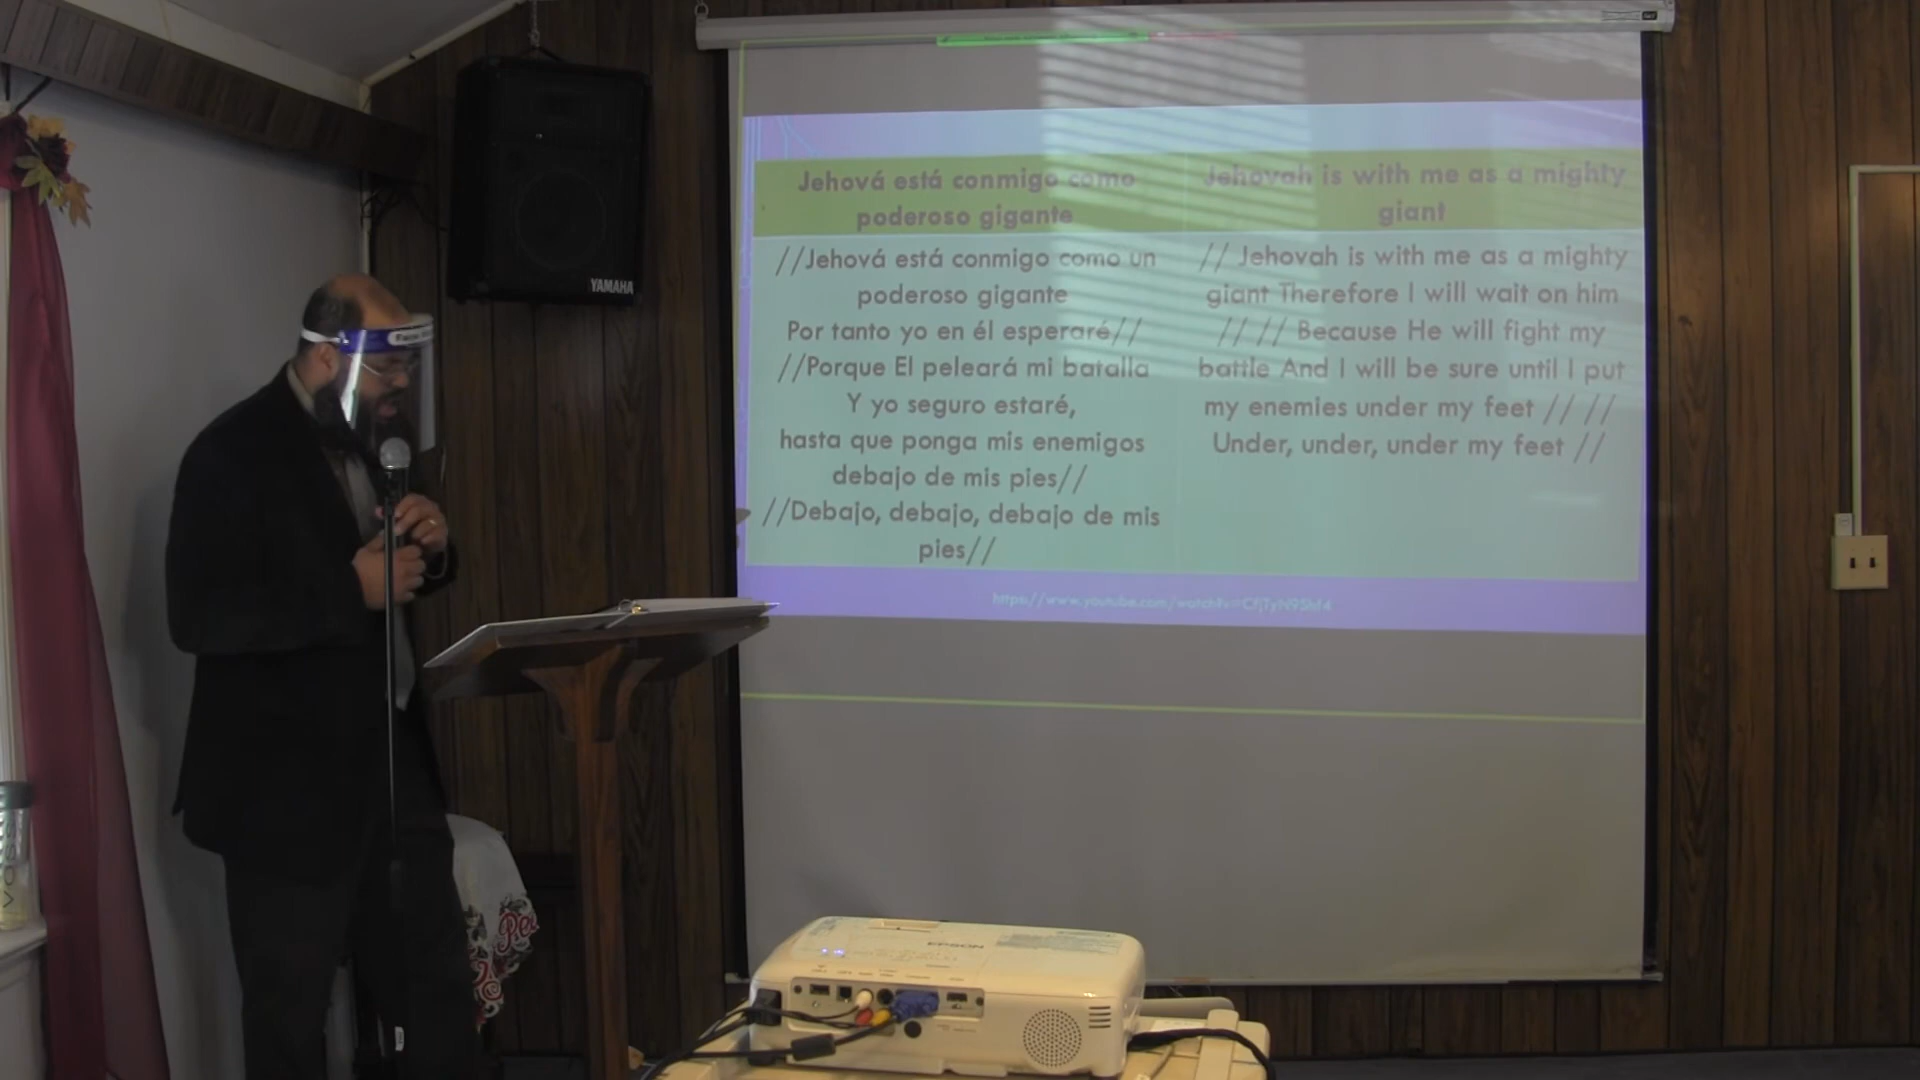 YAMAHA
Jehová está conmigo como
poderoso gigante
//Jehová está conmigo como un
poderoso gigante
Por tanto yo en él esperaré//
//Porque El peleará mi batalla
Y yo seguro estaré,
hasta que ponga mis enemigos
debajo de mis pies//
//Debajo, debajo, debajo de mis
pies//
Jehovah is with me as a mighty
giant
// Jehovah is with me as a mighty
giant Therefore I will wait on him
// // Because He will fight my
battle And I will be sure until I put
my enemies under my feet // //
Under, under, under my feet //
EPSON